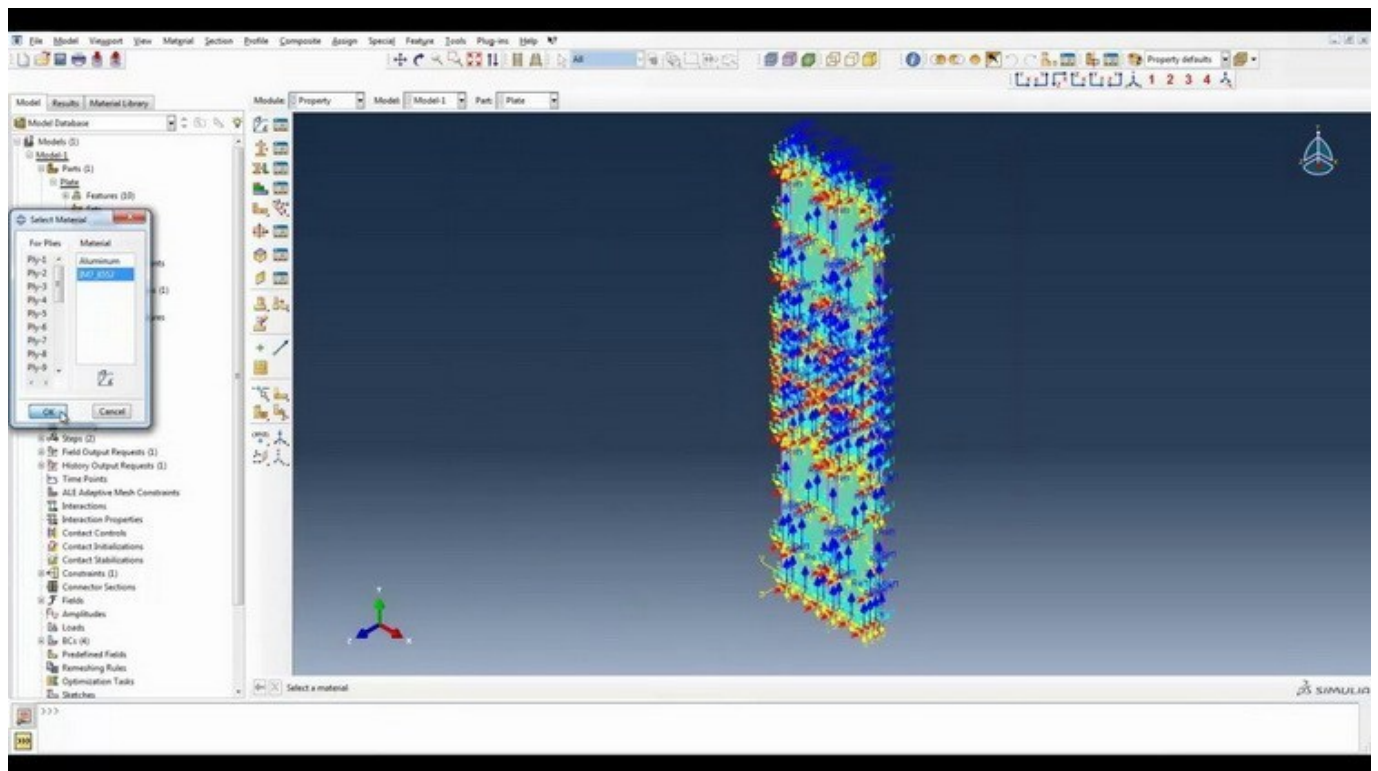 File Model Viewport View Material Section Profile Composite Assign Special Feature Tools Plug-ins Help
All
Property defaults
1 2 3 4
Model Results Material Library
Module: Property Model: Model-1 Part: Plate
Model Database
Models (1)
Model-1
Parts (1)
Plate
Features (10)
Select Material
For Plies Material
Ply-1 Aluminum
Ply-2
Ply-3
Ply-4
Ply-5
Ply-6
Ply-7
Ply-8
Ply-9
OK Cancel
Steps (2)
Field Output Requests (1)
History Output Requests (1)
Time Points
ALE Adaptive Mesh Constraints
Interactions
Interaction Properties
Contact Controls
Contact Initializations
Contact Stabilizations
Constraints (1)
Connector Sections
Fields
Amplitudes
Loads
BCs (4)
Predefined Fields
Remeshing Rules
Optimization Tasks
Sketches
Y
Z X
Select a material
SIMULIA
>>>